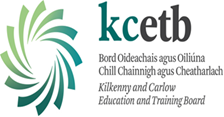 kcetb
Bord Oideachais agus Oiliúna
Chill Chainnigh agus Cheatharlach
Kilkenny and Carlow
Education and Training Board